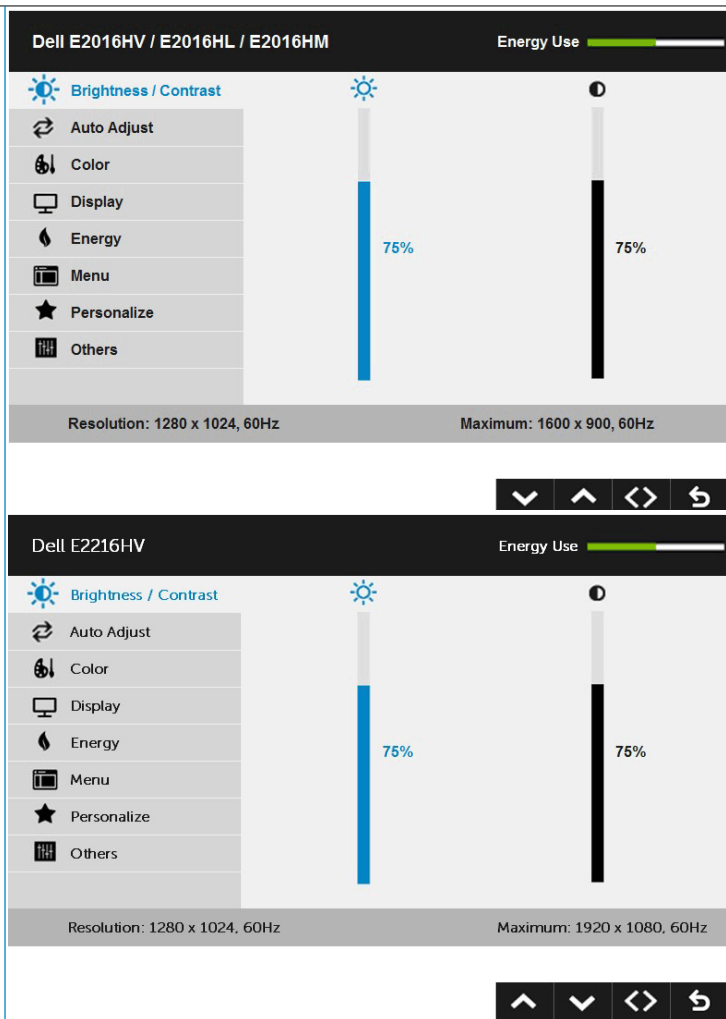 Dell E2016HV / E2016HL / E2016HM Energy Use
Brightness / Contrast
Auto Adjust
Color
Display
Energy
75% 75%
Menu
Personalize
Others
Resolution: 1280 x 1024, 60Hz Maximum: 1600 x 900, 60Hz
Dell E2216HV Energy Use
Brightness / Contrast
Auto Adjust
Color
Display
Energy
75% 75%
Menu
Personalize
Others
Resolution: 1280 x 1024, 60Hz Maximum: 1920 x 1080, 60Hz